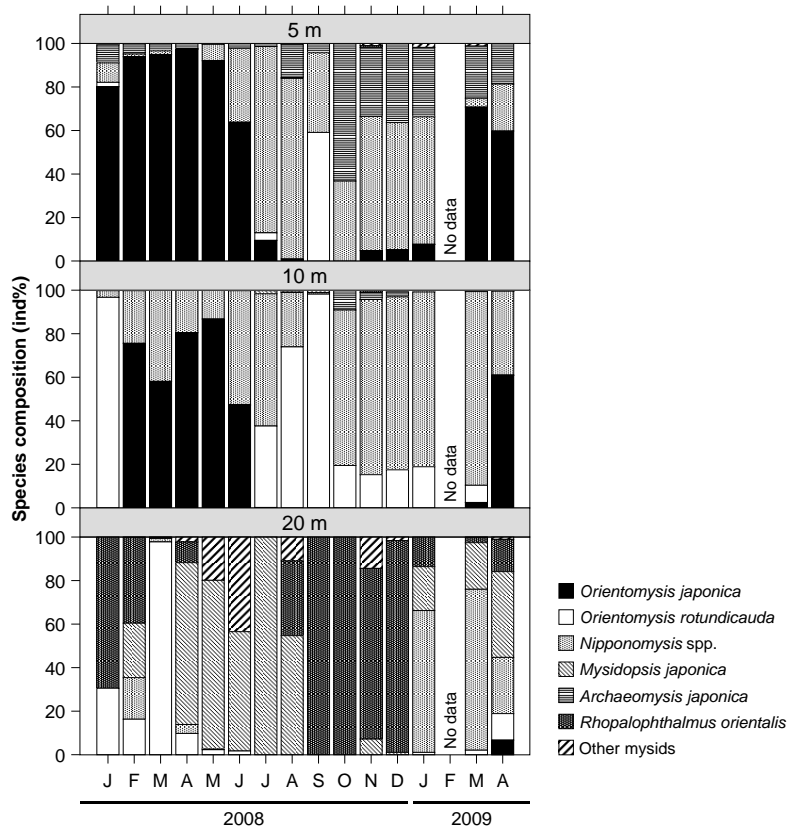 5 m
100
80
60
40
20
0
No data
10 m
100
80
60
40
20
0
No data
20 m
100
80
60
40
20
0
No data
Species composition (ind%)
J F M A M J J A S O N D J F M A
2008 2009
Orientomysis japonica
Orientomysis rotundicauda
Nipponomysis spp.
Mysidopsis japonica
Archaeomysis japonica
Rhopalophthalmus orientalis
Other mysids